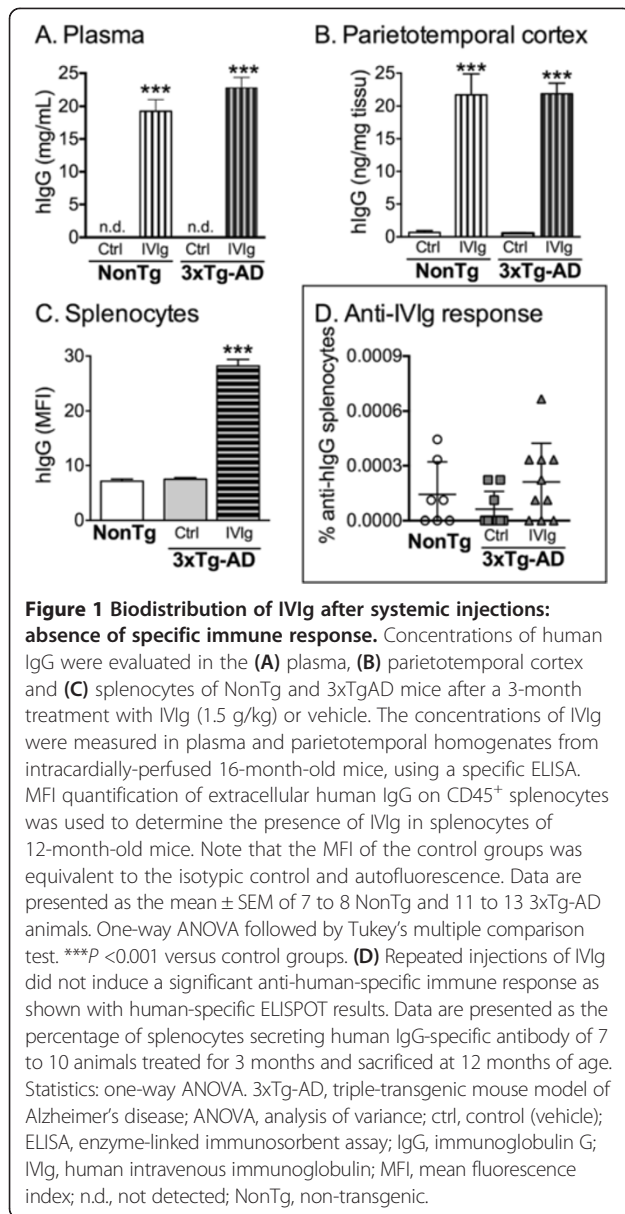 A. Plasma
25
20
15
10
5
0
hIgG (mg/mL)
n.d.
***
n.d.
***
Ctrl IVIg Ctrl IVIg
NonTg 3xTg-AD
B. Parietotemporal cortex
25
20
15
10
5
0
hIgG (ng/mg tissu)
***
***
Ctrl IVIg Ctrl IVIg
NonTg 3xTg-AD
C. Splenocytes
30
20
10
0
hIgG (MFI)
***
NonTg
Ctrl IVIg
3xTg-AD
D. Anti-IVIg response
0.0009
0.0006
0.0003
0.0000
% anti-hIgG splenocytes
NonTg
Ctrl IVIg
3xTg-AD
Figure 1 Biodistribution of IVIg after systemic injections:
absence of specific immune response. Concentrations of human
IgG were evaluated in the (A) plasma, (B) parietotemporal cortex
and (C) splenocytes of NonTg and 3xTgAD mice after a 3-month
treatment with IVIg (1.5 g/kg) or vehicle. The concentrations of IVIg
were measured in plasma and parietotemporal homogenates from
intracardially-perfused 16-month-old mice, using a specific ELISA.
MFI quantification of extracellular human IgG on CD45+ splenocytes
was used to determine the presence of IVIg in splenocytes of
12-month-old mice. Note that the MFI of the control groups was
equivalent to the isotypic control and autofluorescence. Data are
presented as the mean ± SEM of 7 to 8 NonTg and 11 to 13 3xTg-AD
animals. One-way ANOVA followed by Tukey's multiple comparison
test. ***P <0.001 versus control groups. (D) Repeated injections of IVIg
did not induce a significant anti-human-specific immune response as
shown with human-specific ELISPOT results. Data are presented as the
percentage of splenocytes secreting human IgG-specific antibody of 7
to 10 animals treated for 3 months and sacrificed at 12 months of age.
Statistics: one-way ANOVA. 3xTg-AD, triple-transgenic mouse model of
Alzheimer's disease; ANOVA, analysis of variance; ctrl, control (vehicle);
ELISA, enzyme-linked immunosorbent assay; IgG, immunoglobulin G;
IVIg, human intravenous immunoglobulin; MFI, mean fluorescence
index; n.d., not detected; NonTg, non-transgenic.